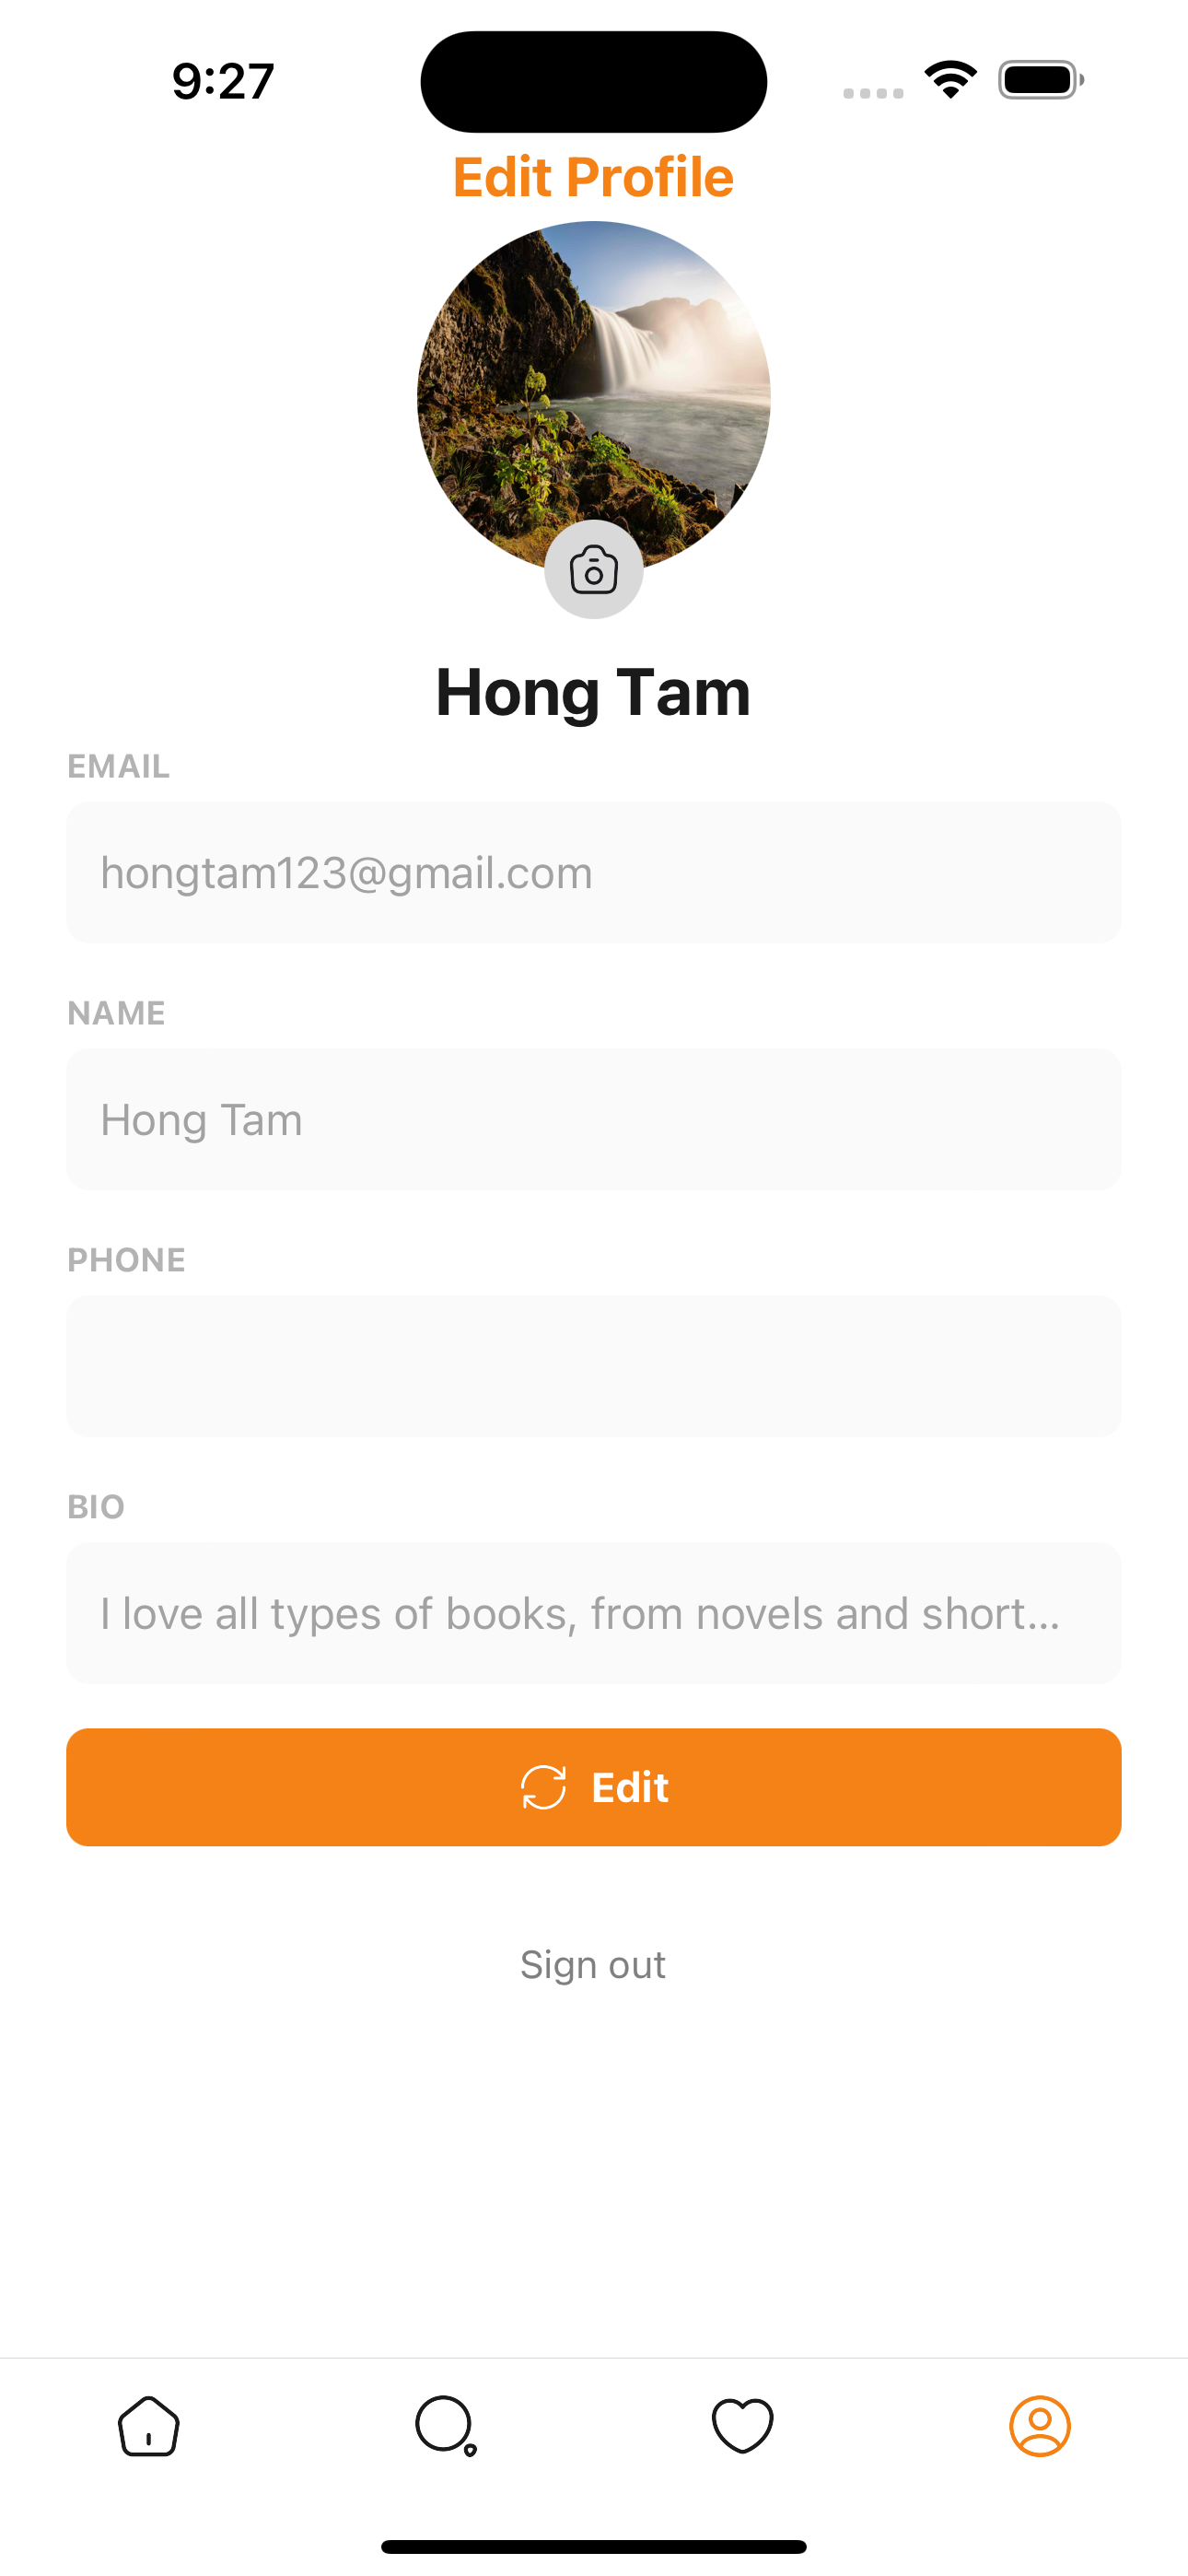 9:27
Edit Profile
Hong Tam
EMAIL
hongtam123@gmail.com
NAME
Hong Tam
PHONE
BIO
I love all types of books, from novels and short...
Edit
Sign out